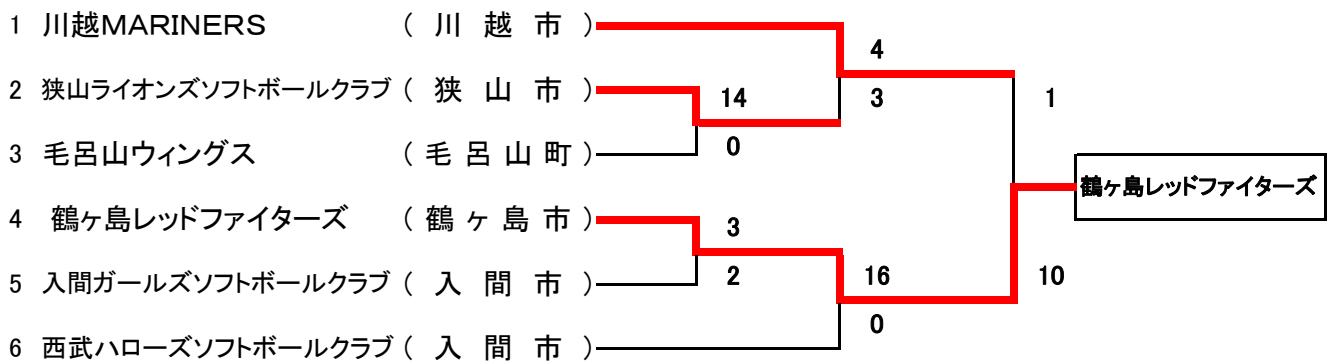 1 川越MARINERS ( 川 越 市 )
4
2 狭山ライオンズソフトボールクラブ ( 狭 山 市 )
14
3
1
3 毛呂山ウィングス ( 毛 呂 山 町 )
0
鶴ヶ島レッドファイターズ
4 鶴ヶ島レッドファイターズ ( 鶴 ヶ 島 市 )
3
5 入間ガールズソフトボールクラブ ( 入 間 市 )
2
16
10
0
6 西武ハローズソフトボールクラブ ( 入 間 市 )